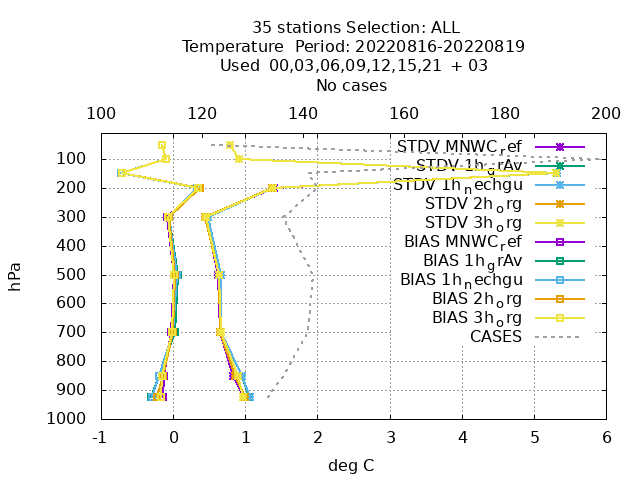 35 stations Selection: ALL
Temperature Period: 20220816-20220819
Used 00,03,06,09,12,15,21 + 03
No cases
100 120 140 160 180 200
STDV MNWC_ref
100 STDV 1h_grAv
200 STDV 1h_nechgu
STDV 2h_org
300 STDV 3h_org
400 BIAS MNWC_ref
BIAS 1h_grAv
500 BIAS 1h_nechgu
600 BIAS 2h_org
BIAS 3h_org
700 CASES
800
900
1000
hPa
-1 0 1 2 3 4 5 6
deg C